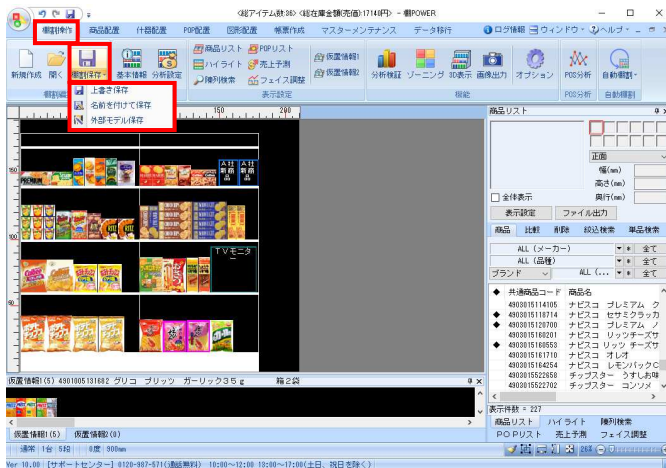 <総アイテム数:36> <総在庫金額(売価):17140円> - 棚POWER
棚割操作 商品配置 什器配置 POP配置 図形配置 帳票作成 マスターメンテナンス データ移行 ログ情報 ウィンドウ ヘルプ
新規作成 開く 棚割保存 基本情報 分析設定
商品リスト POPリスト
ハイライト 売上予測
陳列検索 フェイス調整
仮置情報1
仮置情報2
分析検証 ゾーニング 3D表示 画像出力 オプション POS分析 自動棚割
表示設定 機能 POS分析 自動棚割
上書き保存
名前を付けて保存
外部モデル保存
150 200
150
100
50
A社新商品 A社新商品
TVモニター
商品リスト
正面
幅(mm)
高さ(mm)
奥行(mm)
全体表示
表示設定 ファイル出力
商品 比較 削除 絞込検索 単品検索
ALL (メーカー) * 全て
ALL (品種) * 全て
ブランド ALL (... * 全て
共通商品コード 商品名
4903015114105 ナビスコ プレミアム ク
4903015118714 ナビスコ セサミクラッカ
4903015120700 ナビスコ プレミアム ノ
4903015160201 ナビスコ リッツチーズサ
4903015160553 ナビスコ リッツ チーズサ
4903015161710 ナビスコ オレオ
4903015164254 ナビスコ レモンパックC
4903015522658 チップスター うすしお味
4903015522702 チップスター コンソメ
表示件数 = 227
商品リスト ハイライト 陳列検索
POPリスト 売上予測 フェイス調整
仮置情報1(5) 4901005131682 グリコ プリッツ ガーリック35g 箱2袋
仮置情報1(5) 仮置情報2(0)
通常 1台 5段 0度 900mm 26%
Ver 10.00 【サポートセンター】0120-987-571(通話無料) 10:00～12:00 13:00～17:00(土日、祝日を除く)